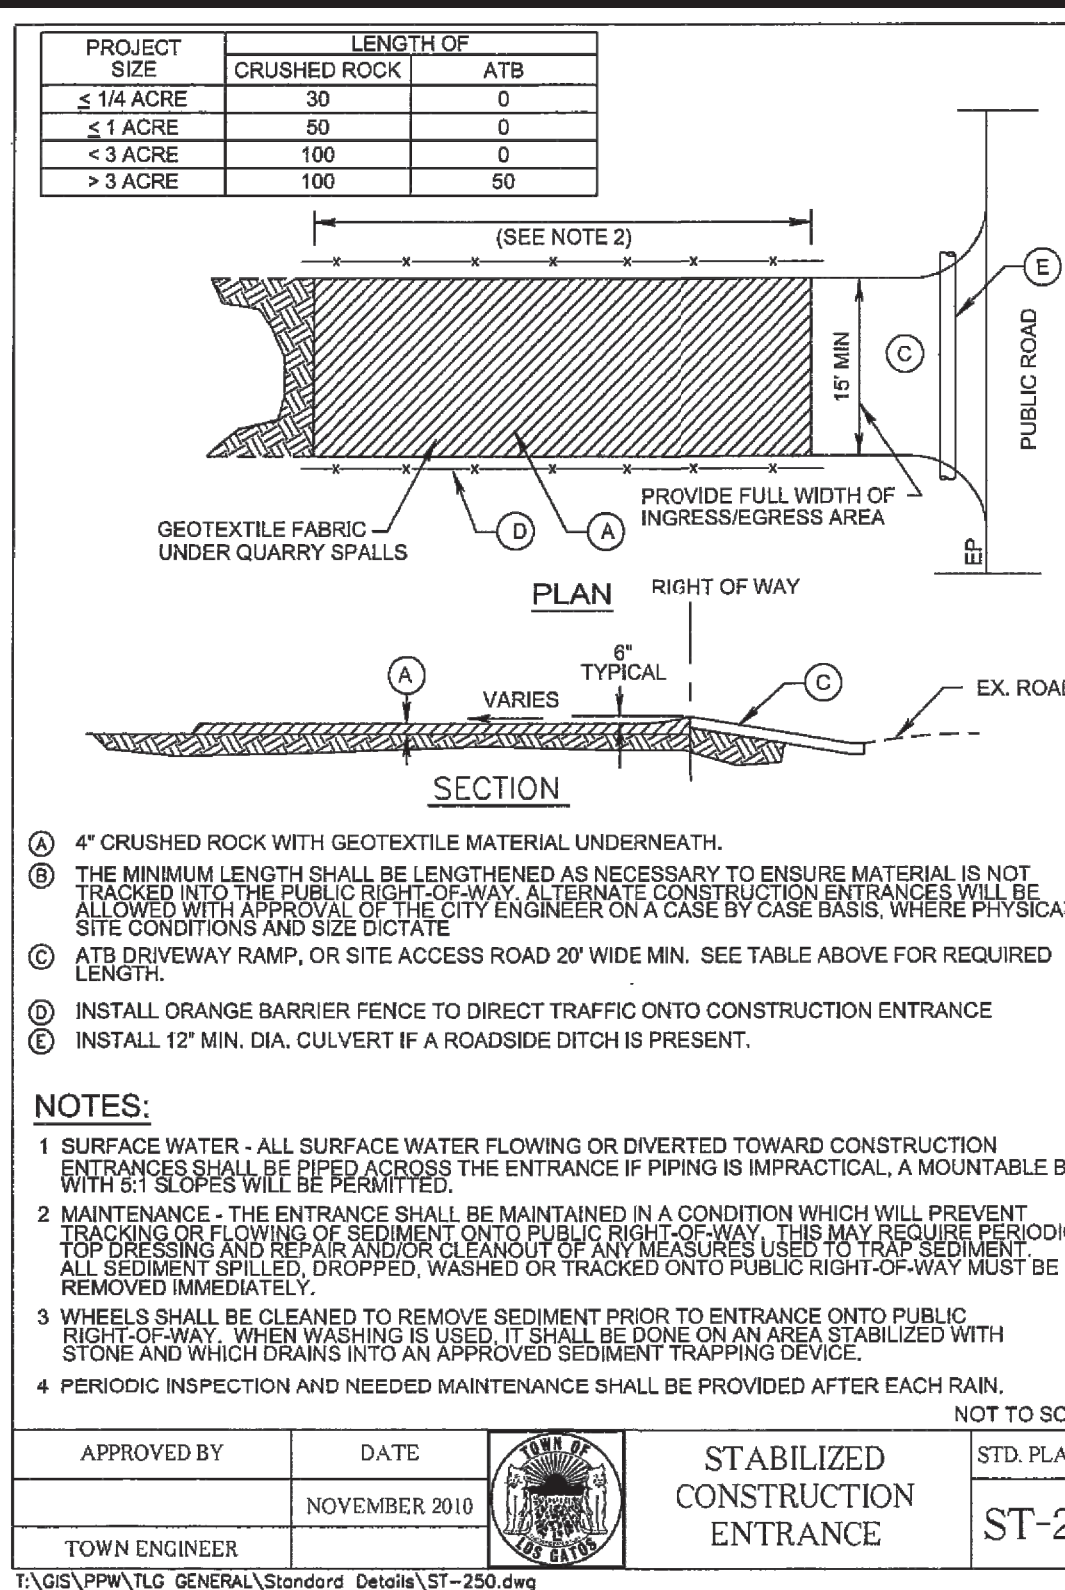 PROJECT SIZE LENGTH OF
CRUSHED ROCK ATB
≤ 1/4 ACRE 30 0
≤ 1 ACRE 50 0
< 3 ACRE 100 0
> 3 ACRE 100 50
(SEE NOTE 2)
E
C
15' MIN
PUBLIC ROAD
PROVIDE FULL WIDTH OF
INGRESS/EGRESS AREA
GEOTEXTILE FABRIC
UNDER QUARRY SPALLS
D
A
EP
PLAN
RIGHT OF WAY
6"
TYPICAL
A
VARIES
C
EX. ROA
SECTION
A 4" CRUSHED ROCK WITH GEOTEXTILE MATERIAL UNDERNEATH.
B THE MINIMUM LENGTH SHALL BE LENGTHENED AS NECESSARY TO ENSURE MATERIAL IS NOT
TRACKED INTO THE PUBLIC RIGHT-OF-WAY. ALTERNATE CONSTRUCTION ENTRANCES WILL BE
ALLOWED WITH APPROVAL OF THE CITY ENGINEER ON A CASE BY CASE BASIS, WHERE PHYSICA
SITE CONDITIONS AND SIZE DICTATE
C ATB DRIVEWAY RAMP, OR SITE ACCESS ROAD 20' WIDE MIN. SEE TABLE ABOVE FOR REQUIRED
LENGTH.
D INSTALL ORANGE BARRIER FENCE TO DIRECT TRAFFIC ONTO CONSTRUCTION ENTRANCE
E INSTALL 12" MIN. DIA. CULVERT IF A ROADSIDE DITCH IS PRESENT.
NOTES:
1 SURFACE WATER - ALL SURFACE WATER FLOWING OR DIVERTED TOWARD CONSTRUCTION
ENTRANCES SHALL BE PIPED ACROSS THE ENTRANCE IF PIPING IS IMPRACTICAL, A MOUNTABLE B
WITH 5:1 SLOPES WILL BE PERMITTED.
2 MAINTENANCE - THE ENTRANCE SHALL BE MAINTAINED IN A CONDITION WHICH WILL PREVENT
TRACKING OR FLOWING OF SEDIMENT ONTO PUBLIC RIGHT-OF-WAY. THIS MAY REQUIRE PERIODI
TOP DRESSING AND REPAIR AND/OR CLEANOUT OF ANY MEASURES USED TO TRAP SEDIMENT.
ALL SEDIMENT SPILLED, DROPPED, WASHED OR TRACKED ONTO PUBLIC RIGHT-OF-WAY MUST BE
REMOVED IMMEDIATELY.
3 WHEELS SHALL BE CLEANED TO REMOVE SEDIMENT PRIOR TO ENTRANCE ONTO PUBLIC
RIGHT-OF-WAY. WHEN WASHING IS USED, IT SHALL BE DONE ON AN AREA STABILIZED WITH
STONE AND WHICH DRAINS INTO AN APPROVED SEDIMENT TRAPPING DEVICE.
4 PERIODIC INSPECTION AND NEEDED MAINTENANCE SHALL BE PROVIDED AFTER EACH RAIN.
NOT TO SC
APPROVED BY
DATE
NOVEMBER 2010
TOWN ENGINEER
TOWN OF
LOS GATOS
STABILIZED
CONSTRUCTION
ENTRANCE
STD. PLA
ST-2
T:\GIS\PPW\TLG GENERAL\Standard Details\ST-250.dwg